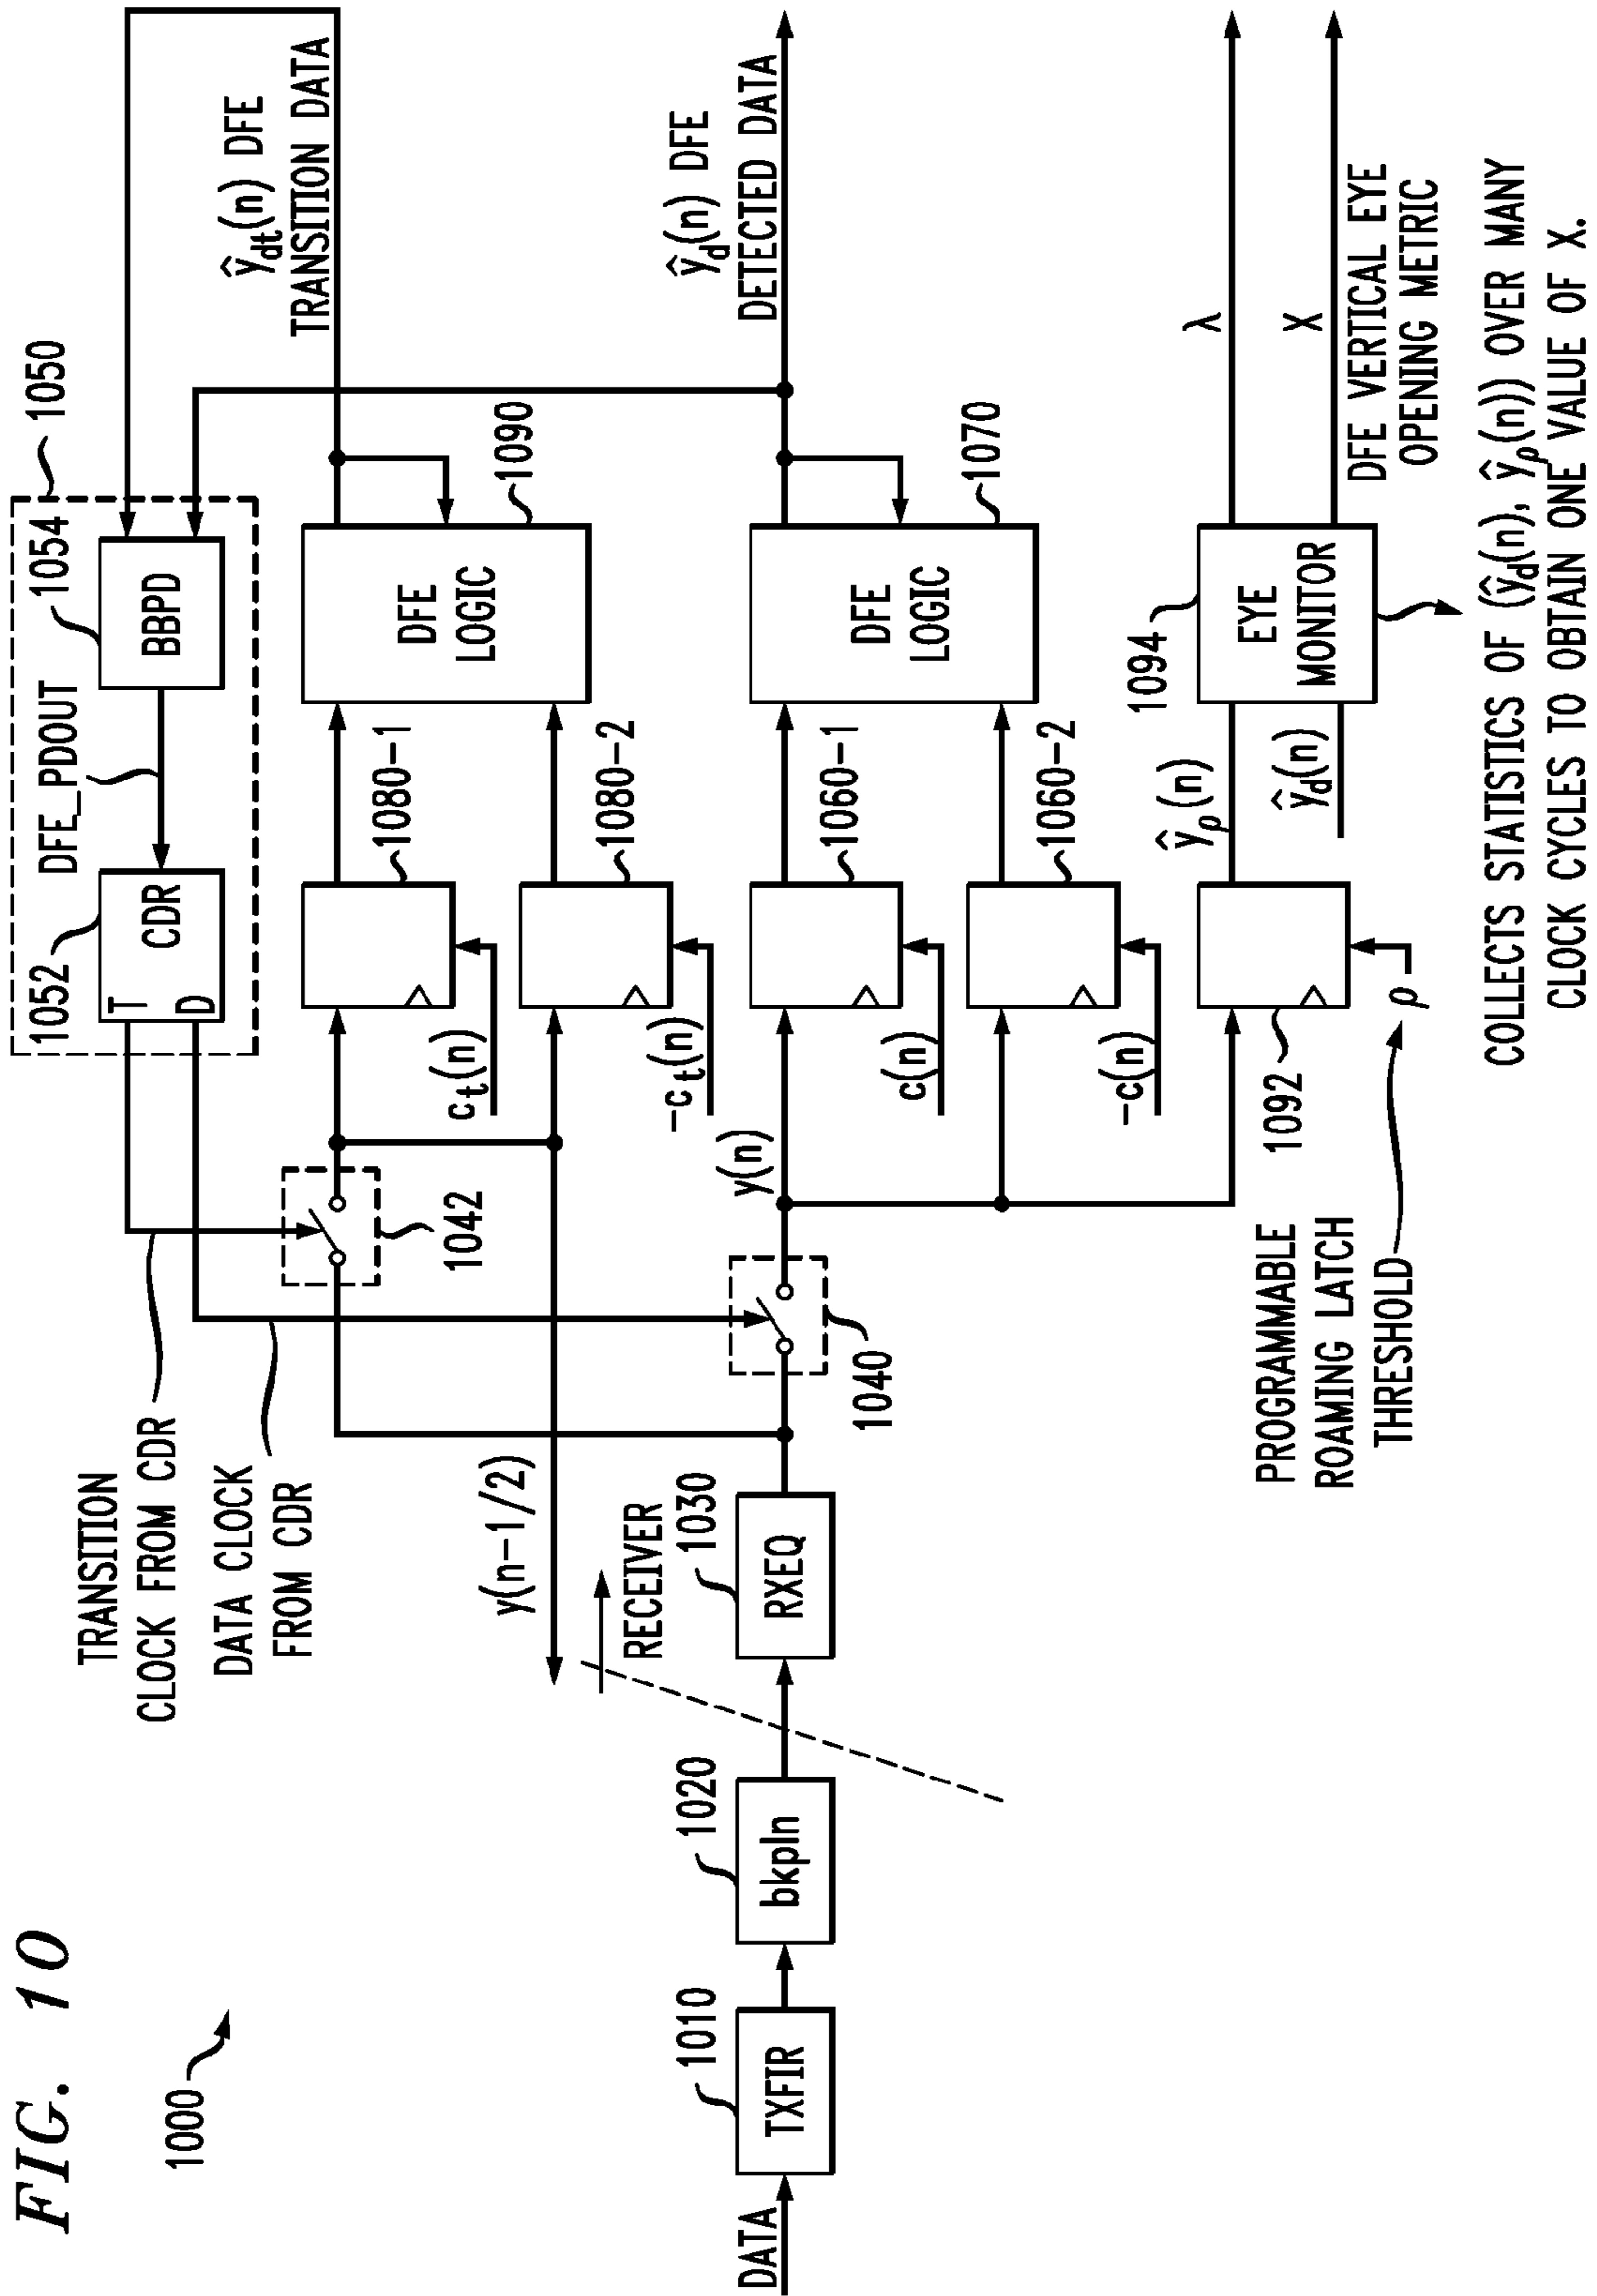 FIG. 10
1000
DATA
TXFIR
1010
bkpln
1020
RXEQ
1030
RECEIVER
TRANSITION
CLOCK FROM CDR
DATA CLOCK
FROM CDR
y(n-1/2)
1040
1042
y(n)
1050
1052
T
D
CDR
DFE_PDOUT
1054
BBPD
c_t(n)
-c_t(n)
c(n)
-c(n)
1080-1
1080-2
1060-1
1060-2
DFE
LOGIC
1090
DFE
LOGIC
1070
ŷ_dt(n) DFE
TRANSITION DATA
ŷ_d(n) DFE
DETECTED DATA
PROGRAMMABLE
ROAMING LATCH
THRESHOLD
ρ
1092
ŷ_ρ(n)
ŷ_d(n)
1094
EYE
MONITOR
λ
X
DFE VERTICAL EYE
OPENING METRIC
COLLECTS STATISTICS OF (ŷ_d(n), ŷ_ρ(n)) OVER MANY
CLOCK CYCLES TO OBTAIN ONE VALUE OF X.